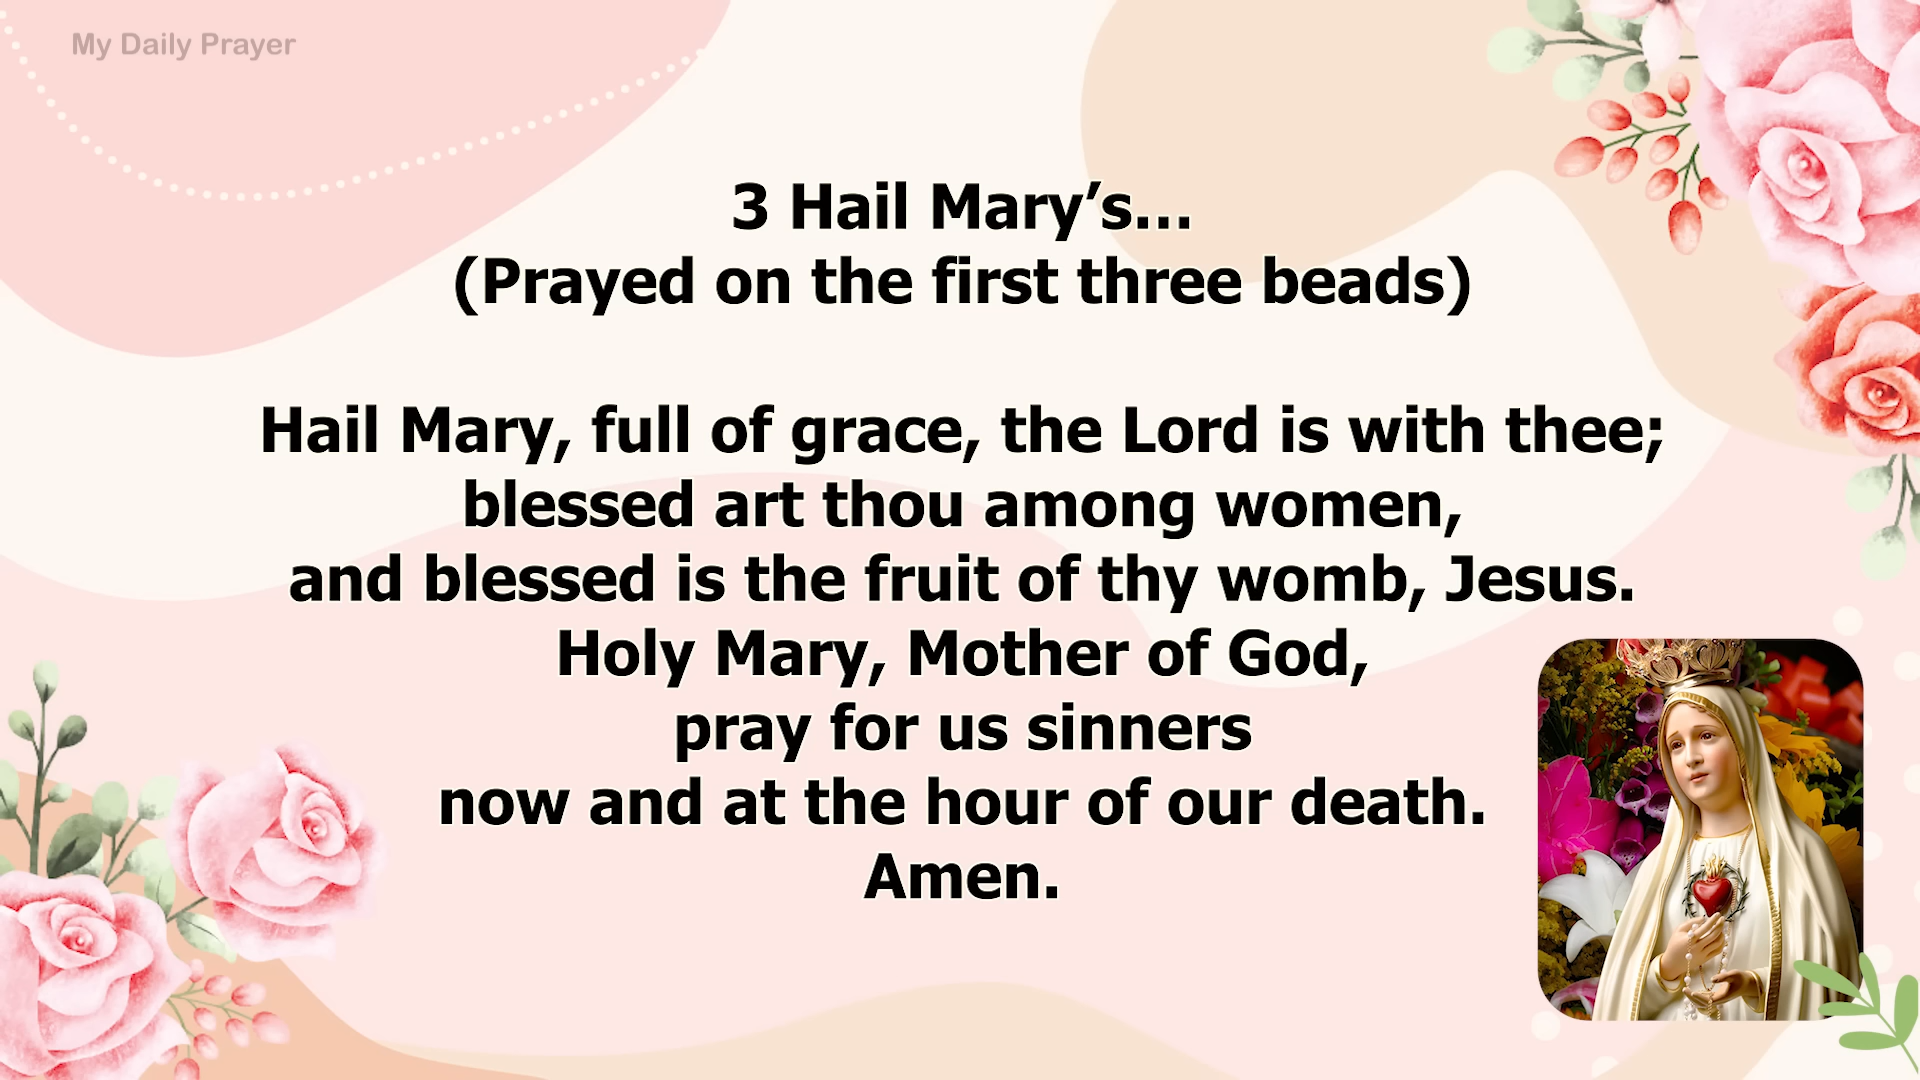 My Daily Prayer
3 Hail Mary’s...
(Prayed on the first three beads)
Hail Mary, full of grace, the Lord is with thee;
blessed art thou among women,
and blessed is the fruit of thy womb, Jesus.
Holy Mary, Mother of God,
pray for us sinners
now and at the hour of our death.
Amen.